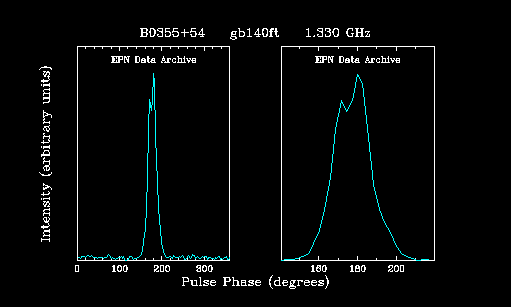 B0355+54 gb140ft 1.330 GHz
EPN Data Archive EPN Data Archive
Intensity (arbitrary units)
0 100 200 300 160 180 200
Pulse Phase (degrees)